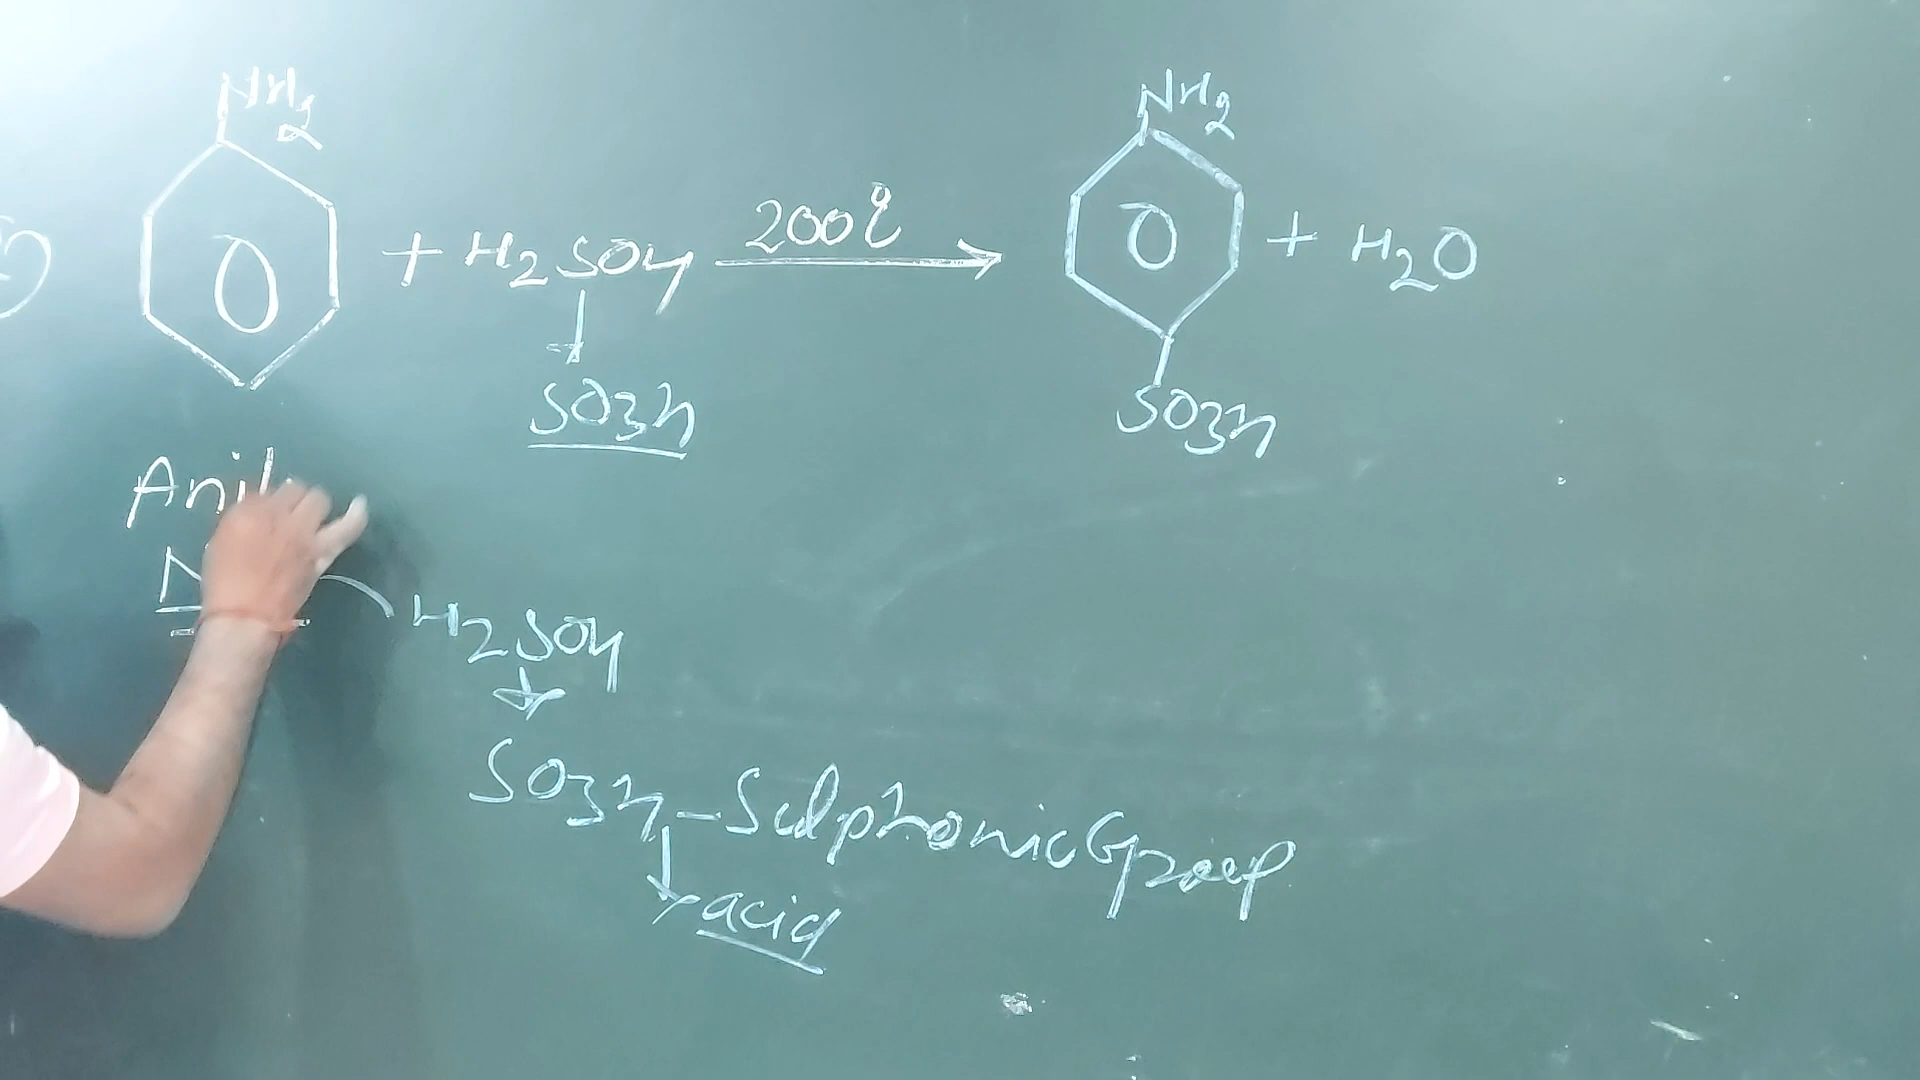 NH2 NH2
+ H2SO4 200°C + H2O
SO3H SO3H
Anil
H2SO4
SO3H - Sulphonic Group
acid